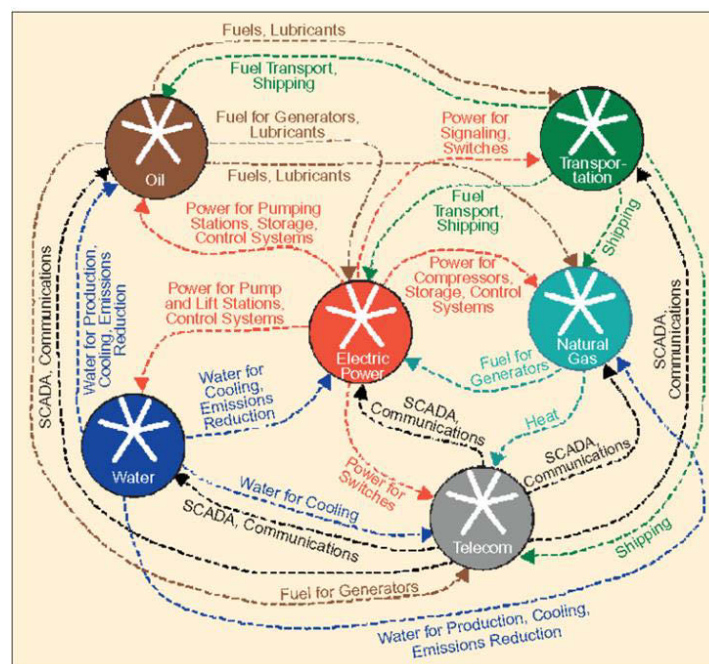 Fuels, Lubricants
Fuel Transport,
Shipping
Fuel for Generators,
Lubricants
Power for
Signaling,
Switches
Oil
Transpor-
tation
Fuels, Lubricants
Fuel Transport,
Shipping
Shipping
Power for Pumping
Stations, Storage,
Control Systems
Power for
Compressors,
Storage, Control
Systems
SCADA, Communications
Water for Production,
Cooling, Emissions
Reduction
Power for Pump
and Lift Stations,
Control Systems
Electric
Power
Natural
Gas
SCADA,
Communications
Fuel for
Generators
Water for
Cooling,
Emissions
Reduction
SCADA,
Communications
Heat
SCADA,
Communications
Water
Water for Cooling
Power for
Switches
SCADA, Communications
Telecom
Shipping
Fuel for Generators
Water for Production, Cooling,
Emissions Reduction